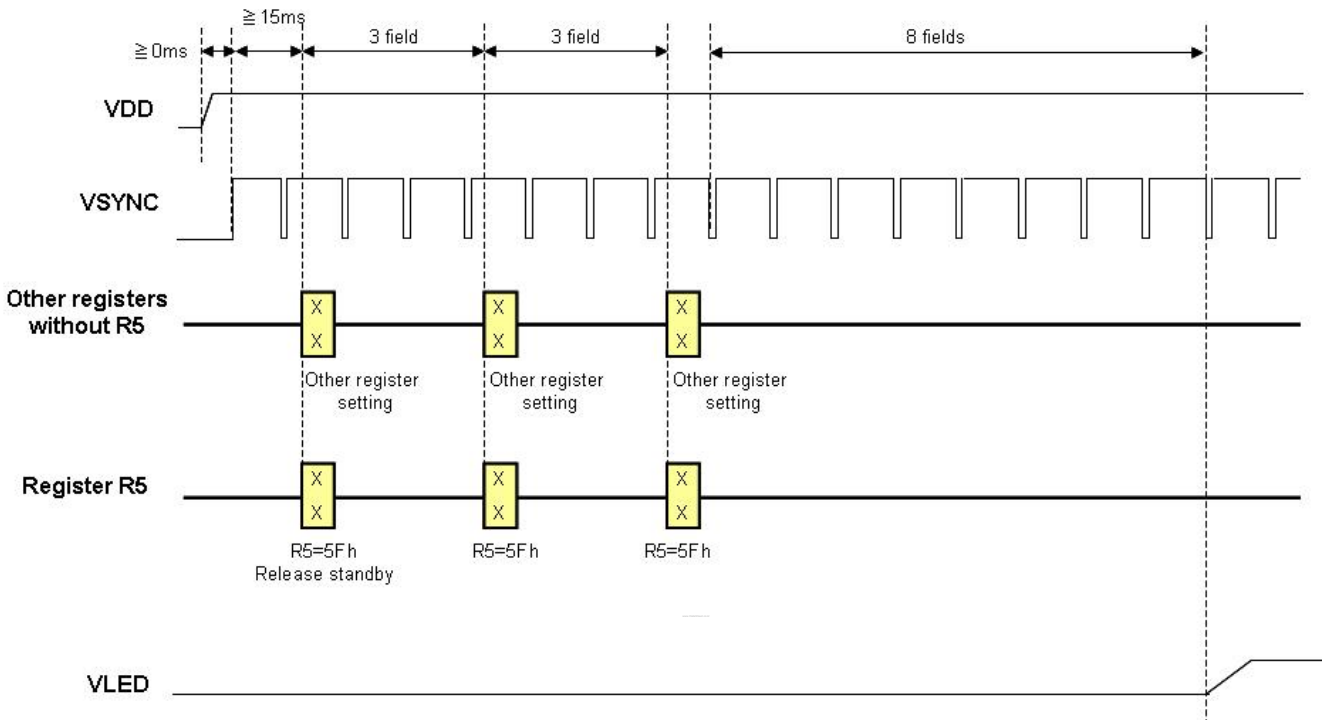 ≧ 15ms
≧ 0ms
3 field
3 field
8 fields
VDD
VSYNC
Other registers
without R5
X
X
X
X
X
X
Other register
setting
Other register
setting
Other register
setting
Register R5
X
X
X
X
X
X
R5=5Fh
Release standby
R5=5Fh
R5=5Fh
VLED